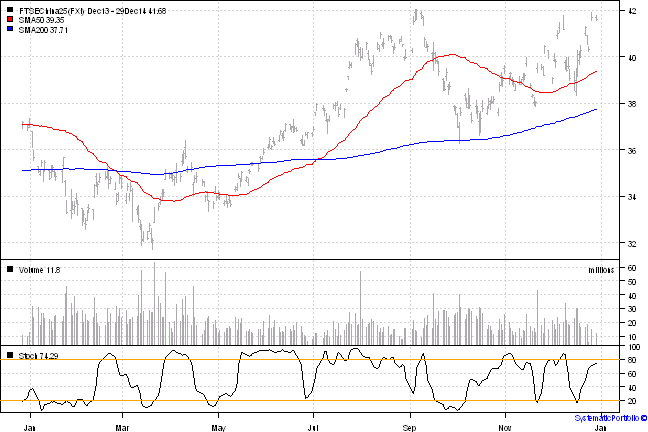 FTSEChina25(FXI) Dec13 - 29Dec14 41.68
SMA50 39.35
SMA200 37.71
42
40
38
36
34
32
Volume 11.8
millions
60
50
40
30
20
10
Stoch 74.29
100
80
60
40
20
Jan Mar May Jul Sep Nov Jan
SystematicPortfolio ©